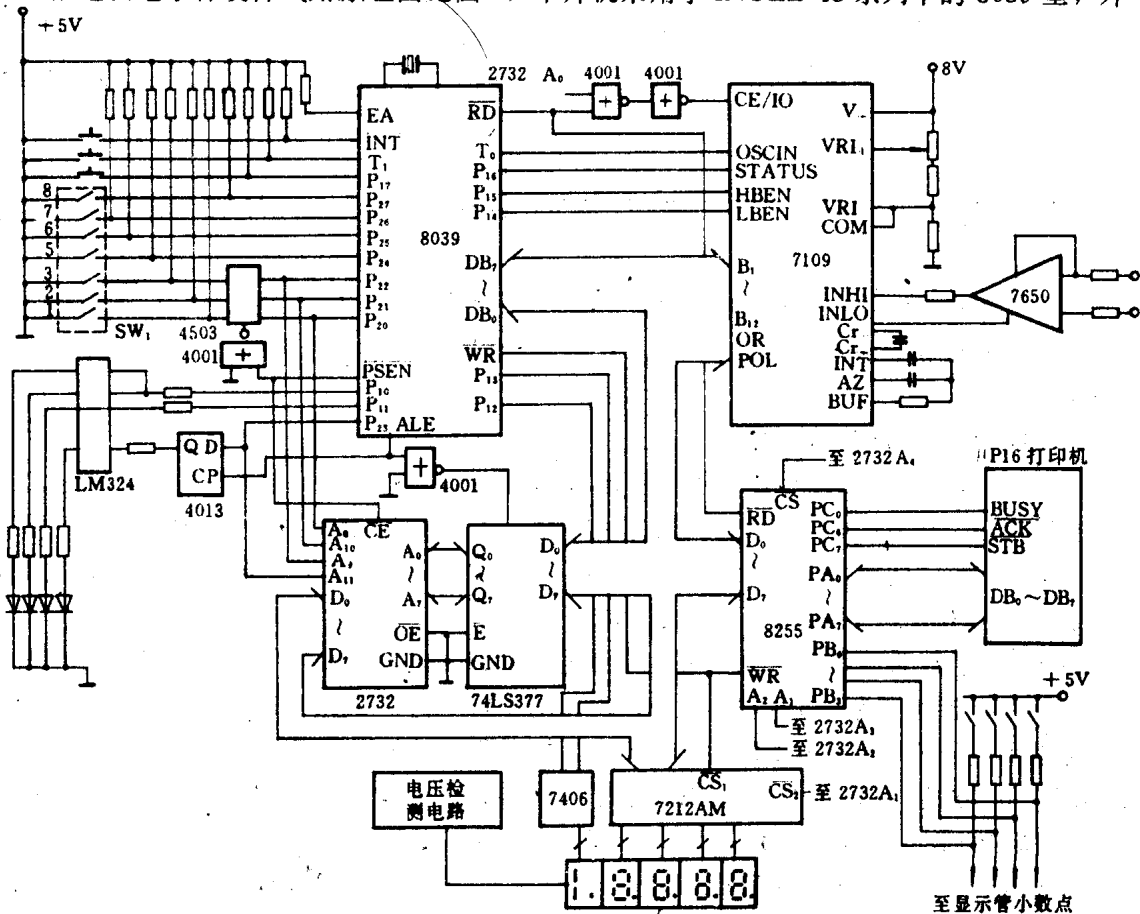 8039
+5V
2732 A₀
4001
4001
8V
EA
INT
T₁
P₁₇
P₂₇
P₂₆
P₂₅
P₂₄
P₂₂
P₂₁
P₂₀
PSEN
P₁₀
P₁₁
P₂₃ ALE
8039
RD
T₀
P₁₆
P₁₅
P₁₄
DB₇
~
DB₀
WR
P₁₃
P₁₂
CE/IO
OSCIN
STATUS
HBEN
LBEN
B₁
~
B₁₂
OR
POL
7109
V₋
VRI₊
VRI
COM
INHI
INLO
Cr
Cr₋
INT
AZ
BUF
7650
8
7
6
5
3
2
1
SW₁
4503
4001
LM324
Q D
CP
4013
4001
A₈
A₁₀
A₉
A₁₁
D₀
~
D₇
CE
A₀
~
A₇
OE
GND
2732
Q₀
~
Q₇
E
GND
D₀
~
D₇
74LS377
至 2732A₄
CS
RD
D₀
~
D₇
8255
WR
A₂ A₁
PC₀
PC₆
PC₇
PA₀
~
PA₇
PB₀
~
PB₃
P16 打印机
BUSY
ACK
STB
DB₀~DB₇
+5V
至 2732A₃
至 2732A₂
电压检
测电路
7406
CS₁
7212AM
CS₂
至 2732A₁
1.8.8.8.8.
至显示管小数点